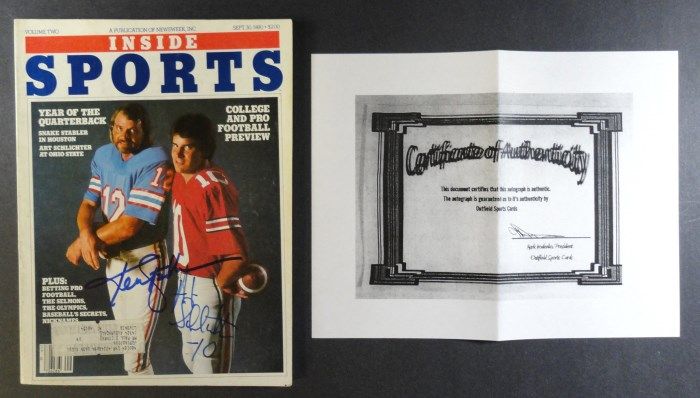 VOLUME TWO
A PUBLICATION OF NEWSWEEK, INC.
SEPT. 30, 1980 • $2.00
INSIDE
SPORTS
YEAR OF THE
QUARTERBACK
SNAKE STABLER
IN HOUSTON
ART SCHLICHTER
AT OHIO STATE
COLLEGE
AND PRO
FOOTBALL
PREVIEW
12
10
PLUS:
BETTING PRO
FOOTBALL,
THE SELMONS,
THE OLYMPICS,
BASEBALL'S SECRETS,
NICKNAMES
Art
10
Certificate of Authenticity
This document certifies that this autograph is authentic.
The autograph is guaranteed as to it's authenticity by
Outfield Sports Cards
President
Outfield Sports Cards